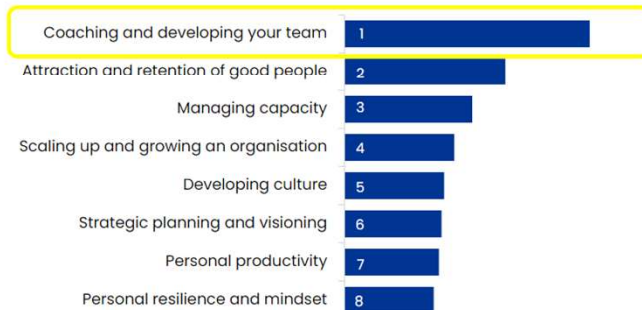 Coaching and developing your team 1
Attraction and retention of good people 2
Managing capacity 3
Scaling up and growing an organisation 4
Developing culture 5
Strategic planning and visioning 6
Personal productivity 7
Personal resilience and mindset 8